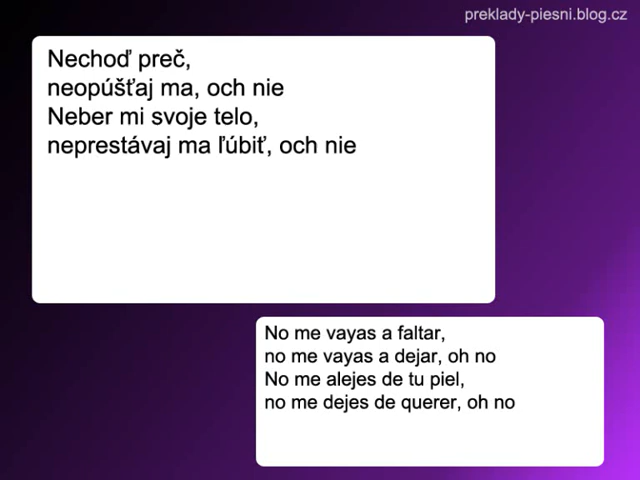 preklady-piesni.blog.cz
Nechoď preč,
neopúšťaj ma, och nie
Neber mi svoje telo,
neprestávaj ma ľúbiť, och nie
No me vayas a faltar,
no me vayas a dejar, oh no
No me alejes de tu piel,
no me dejes de querer, oh no